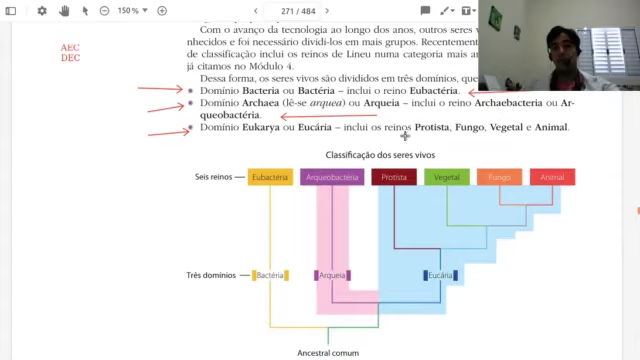 150 %
271 / 484
AEC
DEC
Com o avanço da tecnologia ao longo dos anos, outros seres v
nhecidos e foi necessário dividi-los em mais grupos. Recentement
de classificação inclui os reinos de Lineu numa categoria mais a
já citamos no Módulo 4.
Dessa forma, os seres vivos são divididos em três domínios, que
• Domínio Bacteria ou Bactéria – inclui o reino Eubactéria.
• Domínio Archaea (lê-se arquea) ou Arqueia – inclui o reino Archaebacteria ou Ar-
queobactéria.
• Domínio Eukarya ou Eucária – inclui os reinos Protista, Fungo, Vegetal e Animal.
Classificação dos seres vivos
Seis reinos
Eubactéria
Arqueobactéria
Protista
Vegetal
Fungo
Animal
Três domínios
Bactéria
Arqueia
Eucária
Ancestral comum